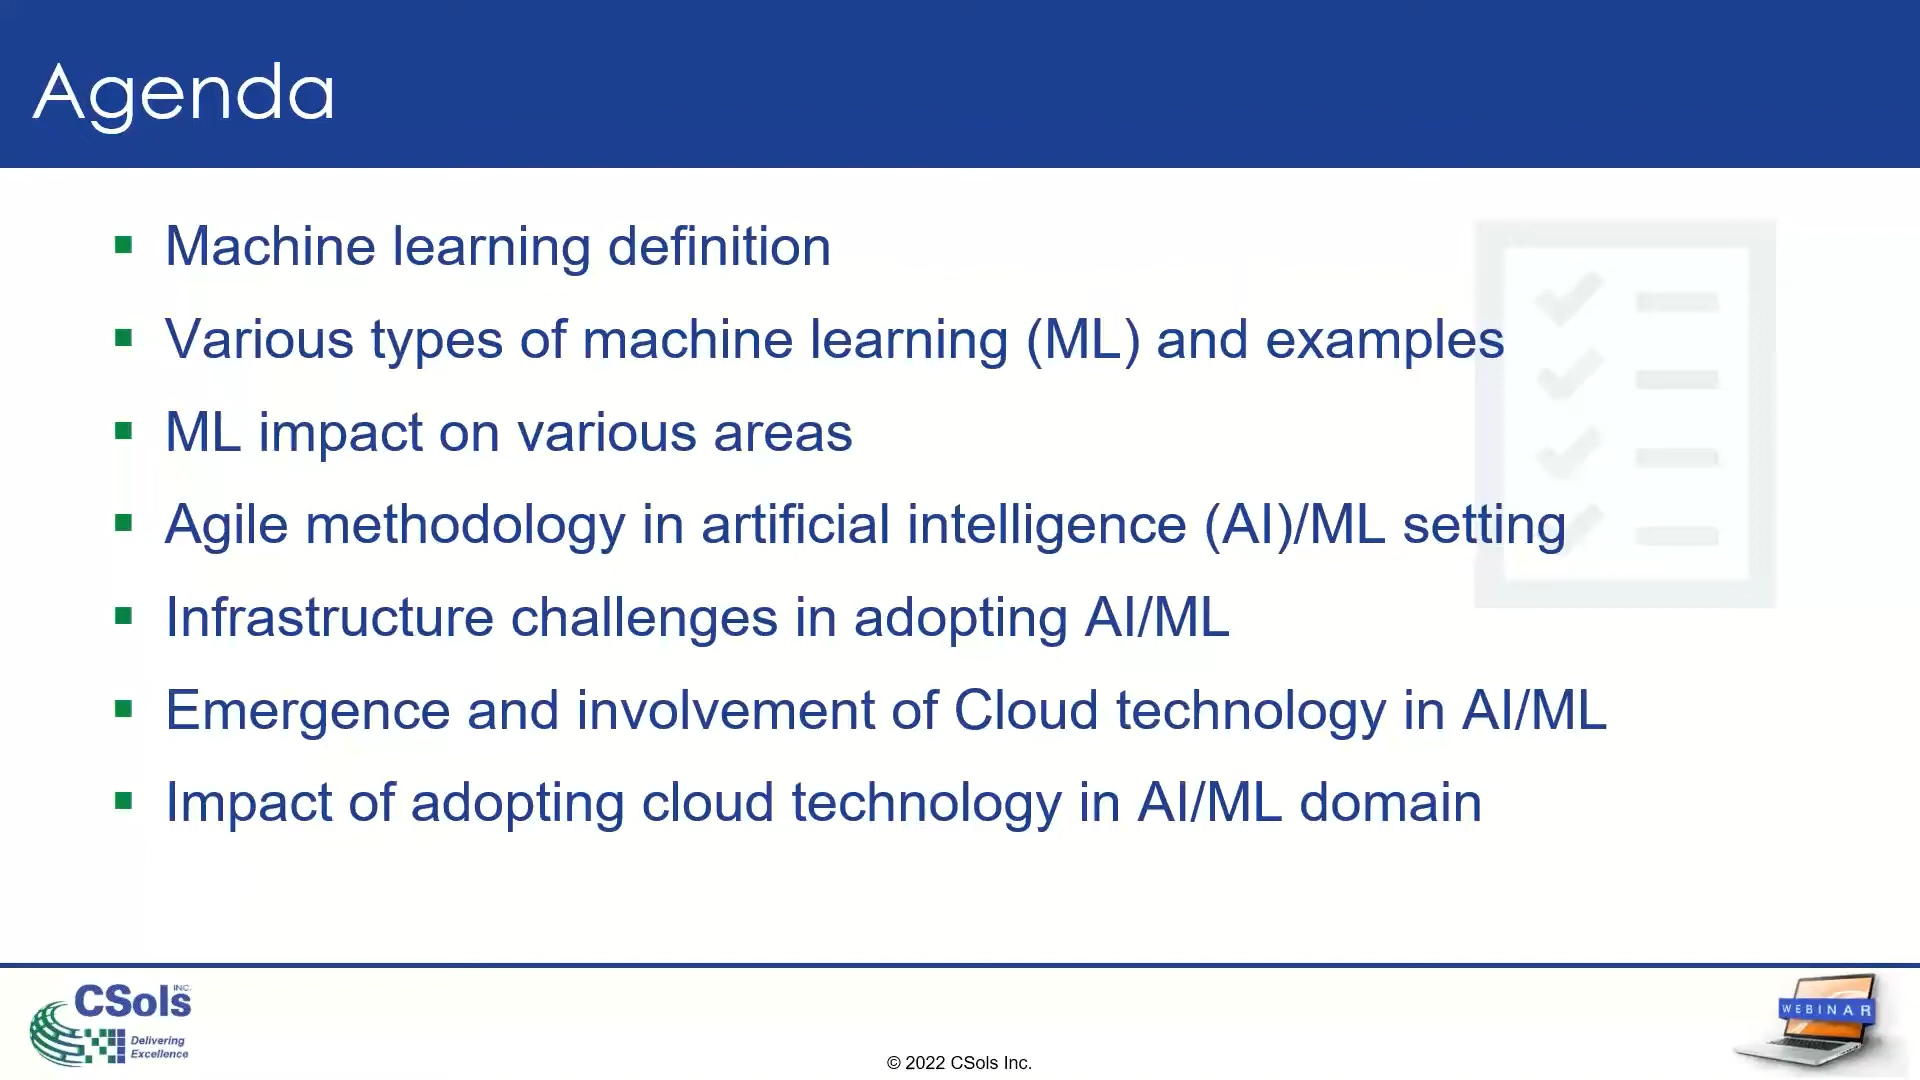 Agenda
Machine learning definition
Various types of machine learning (ML) and examples
ML impact on various areas
Agile methodology in artificial intelligence (AI)/ML setting
Infrastructure challenges in adopting AI/ML
Emergence and involvement of Cloud technology in AI/ML
Impact of adopting cloud technology in AI/ML domain
CSols INC.
Delivering
Excellence
WEBINAR
© 2022 CSols Inc.